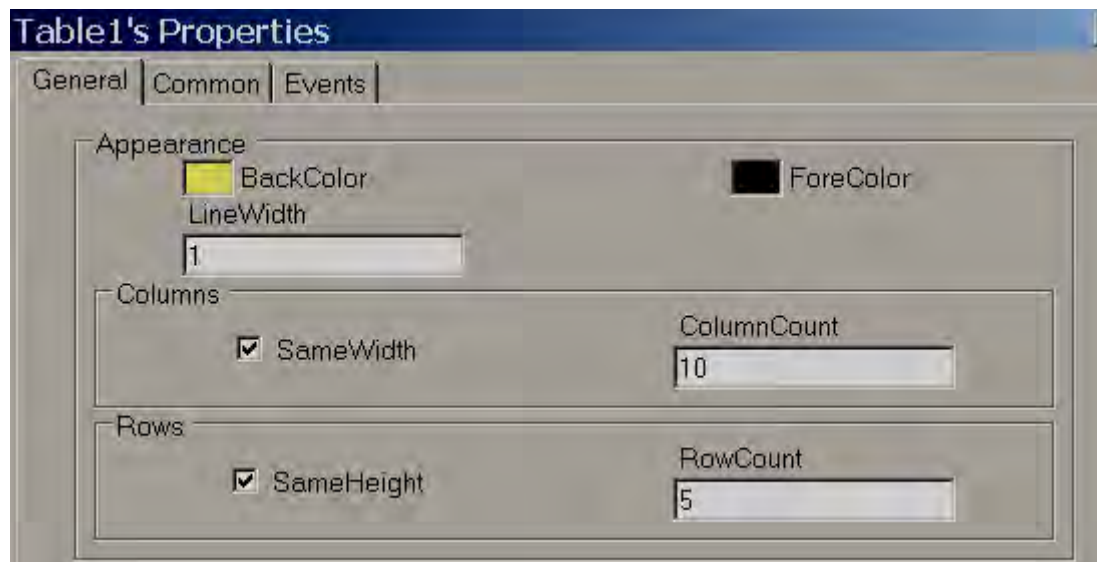 Table1's Properties
General Common Events
Appearance
BackColor ForeColor
LineWidth
1
Columns
SameWidth
ColumnCount
10
Rows
SameHeight
RowCount
5